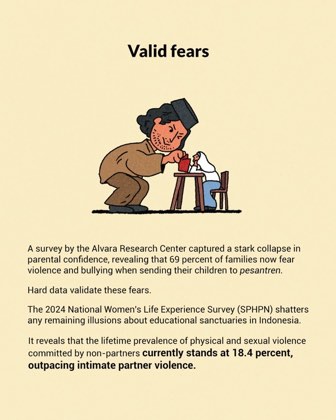 Valid fears
A survey by the Alvara Research Center captured a stark collapse in
parental confidence, revealing that 69 percent of families now fear
violence and bullying when sending their children to pesantren.
Hard data validate these fears.
The 2024 National Women's Life Experience Survey (SPHPN) shatters
any remaining illusions about educational sanctuaries in Indonesia.
It reveals that the lifetime prevalence of physical and sexual violence
committed by non-partners currently stands at 18.4 percent,
outpacing intimate partner violence.